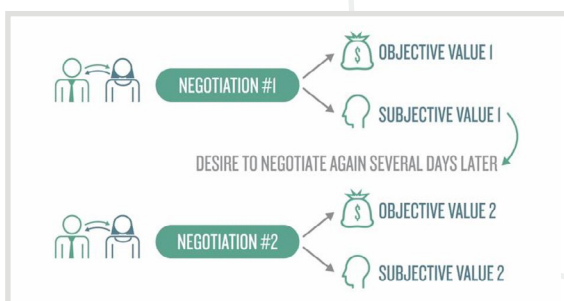 $ OBJECTIVE VALUE 1
NEGOTIATION #1
SUBJECTIVE VALUE 1
DESIRE TO NEGOTIATE AGAIN SEVERAL DAYS LATER
$ OBJECTIVE VALUE 2
NEGOTIATION #2
SUBJECTIVE VALUE 2